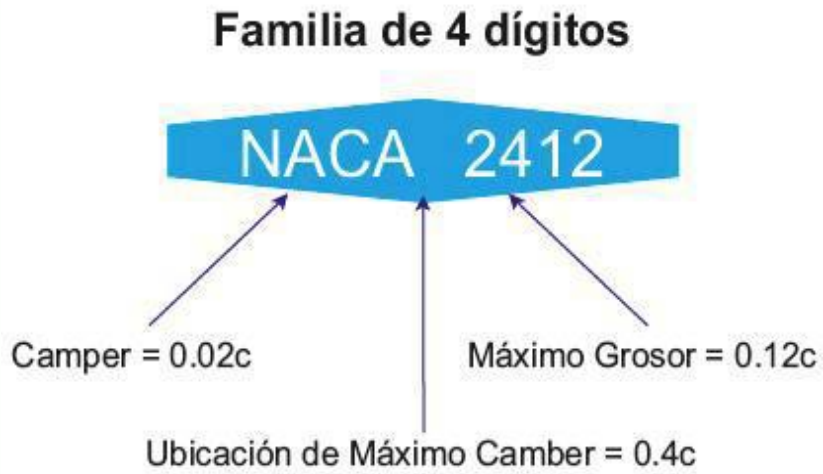 Familia de 4 dígitos
NACA 2412
Camper = 0.02c
Máximo Grosor = 0.12c
Ubicación de Máximo Camber = 0.4c